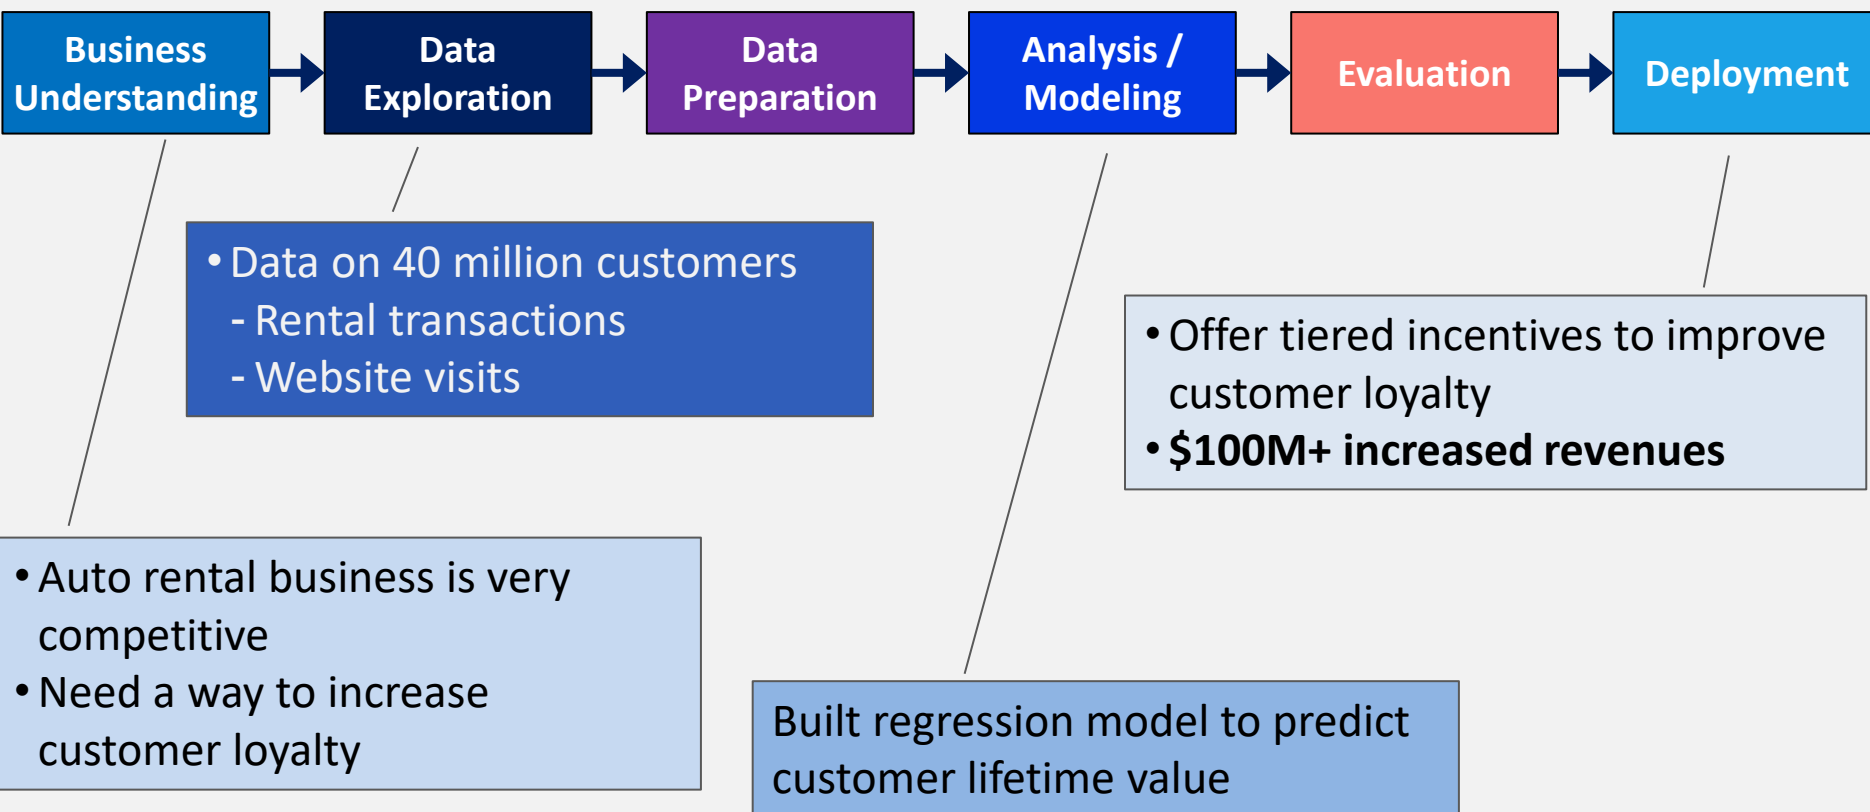 Business
Understanding
Data
Exploration
Data
Preparation
Analysis /
Modeling
Evaluation
Deployment
• Data on 40 million customers
- Rental transactions
- Website visits
• Offer tiered incentives to improve
customer loyalty
• $100M+ increased revenues
• Auto rental business is very
competitive
• Need a way to increase
customer loyalty
Built regression model to predict
customer lifetime value